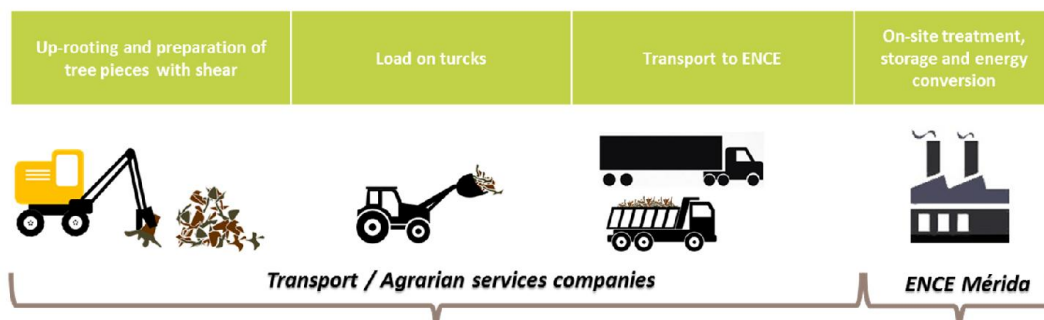 Up-rooting and preparation of
tree pieces with shear
Load on turcks
Transport to ENCE
On-site treatment,
storage and energy
conversion
Transport / Agrarian services companies
ENCE Mérida